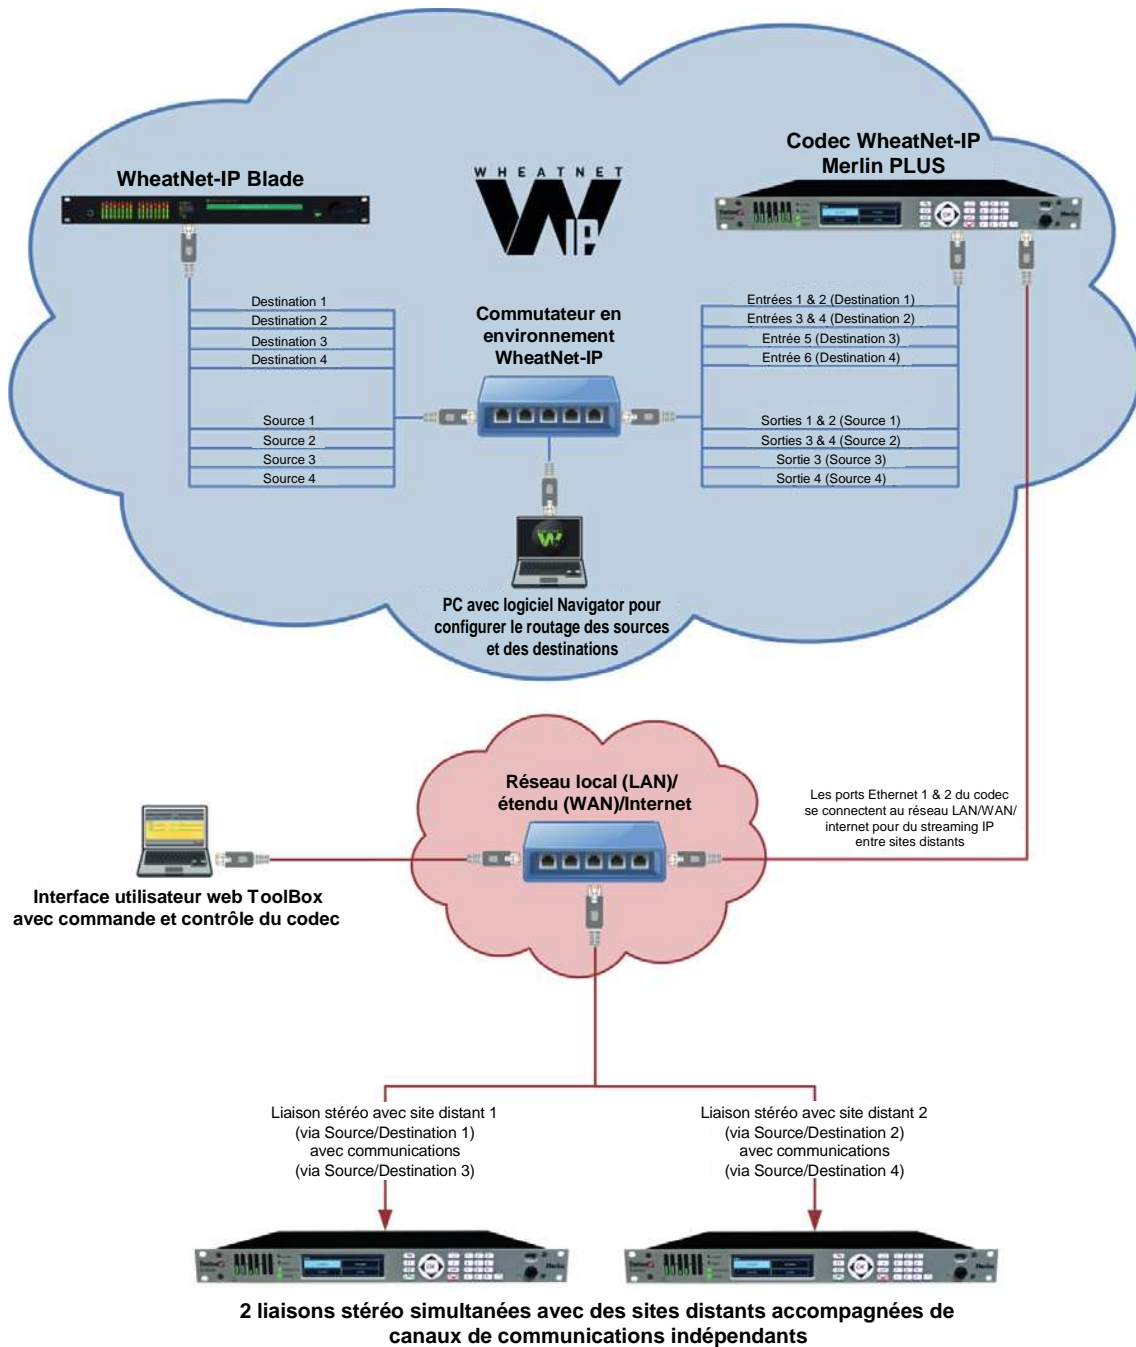 WheatNet-IP Blade
WHEATNET
IP
Codec WheatNet-IP
Merlin PLUS
Destination 1
Destination 2
Destination 3
Destination 4
Source 1
Source 2
Source 3
Source 4
Commutateur en
environnement
WheatNet-IP
Entrées 1 & 2 (Destination 1)
Entrées 3 & 4 (Destination 2)
Entrée 5 (Destination 3)
Entrée 6 (Destination 4)
Sorties 1 & 2 (Source 1)
Sorties 3 & 4 (Source 2)
Sortie 3 (Source 3)
Sortie 4 (Source 4)
PC avec logiciel Navigator pour
configurer le routage des sources
et des destinations
Réseau local (LAN)/
étendu (WAN)/Internet
Les ports Ethernet 1 & 2 du codec
se connectent au réseau LAN/WAN/
internet pour du streaming IP
entre sites distants
Interface utilisateur web ToolBox
avec commande et contrôle du codec
Liaison stéréo avec site distant 1
(via Source/Destination 1)
avec communications
(via Source/Destination 3)
Liaison stéréo avec site distant 2
(via Source/Destination 2)
avec communications
(via Source/Destination 4)
2 liaisons stéréo simultanées avec des sites distants accompagnées de
canaux de communications indépendants